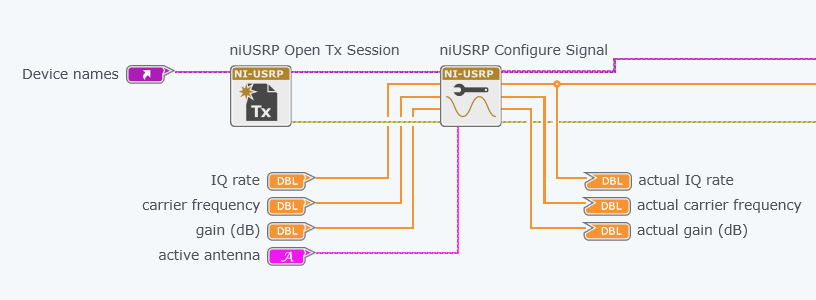 niUSRP Open Tx Session
niUSRP Configure Signal
Device names
NI-USRP
NI-USRP
Tx
IQ rate
DBL
DBL
actual IQ rate
carrier frequency
DBL
DBL
actual carrier frequency
gain (dB)
DBL
DBL
actual gain (dB)
active antenna
A